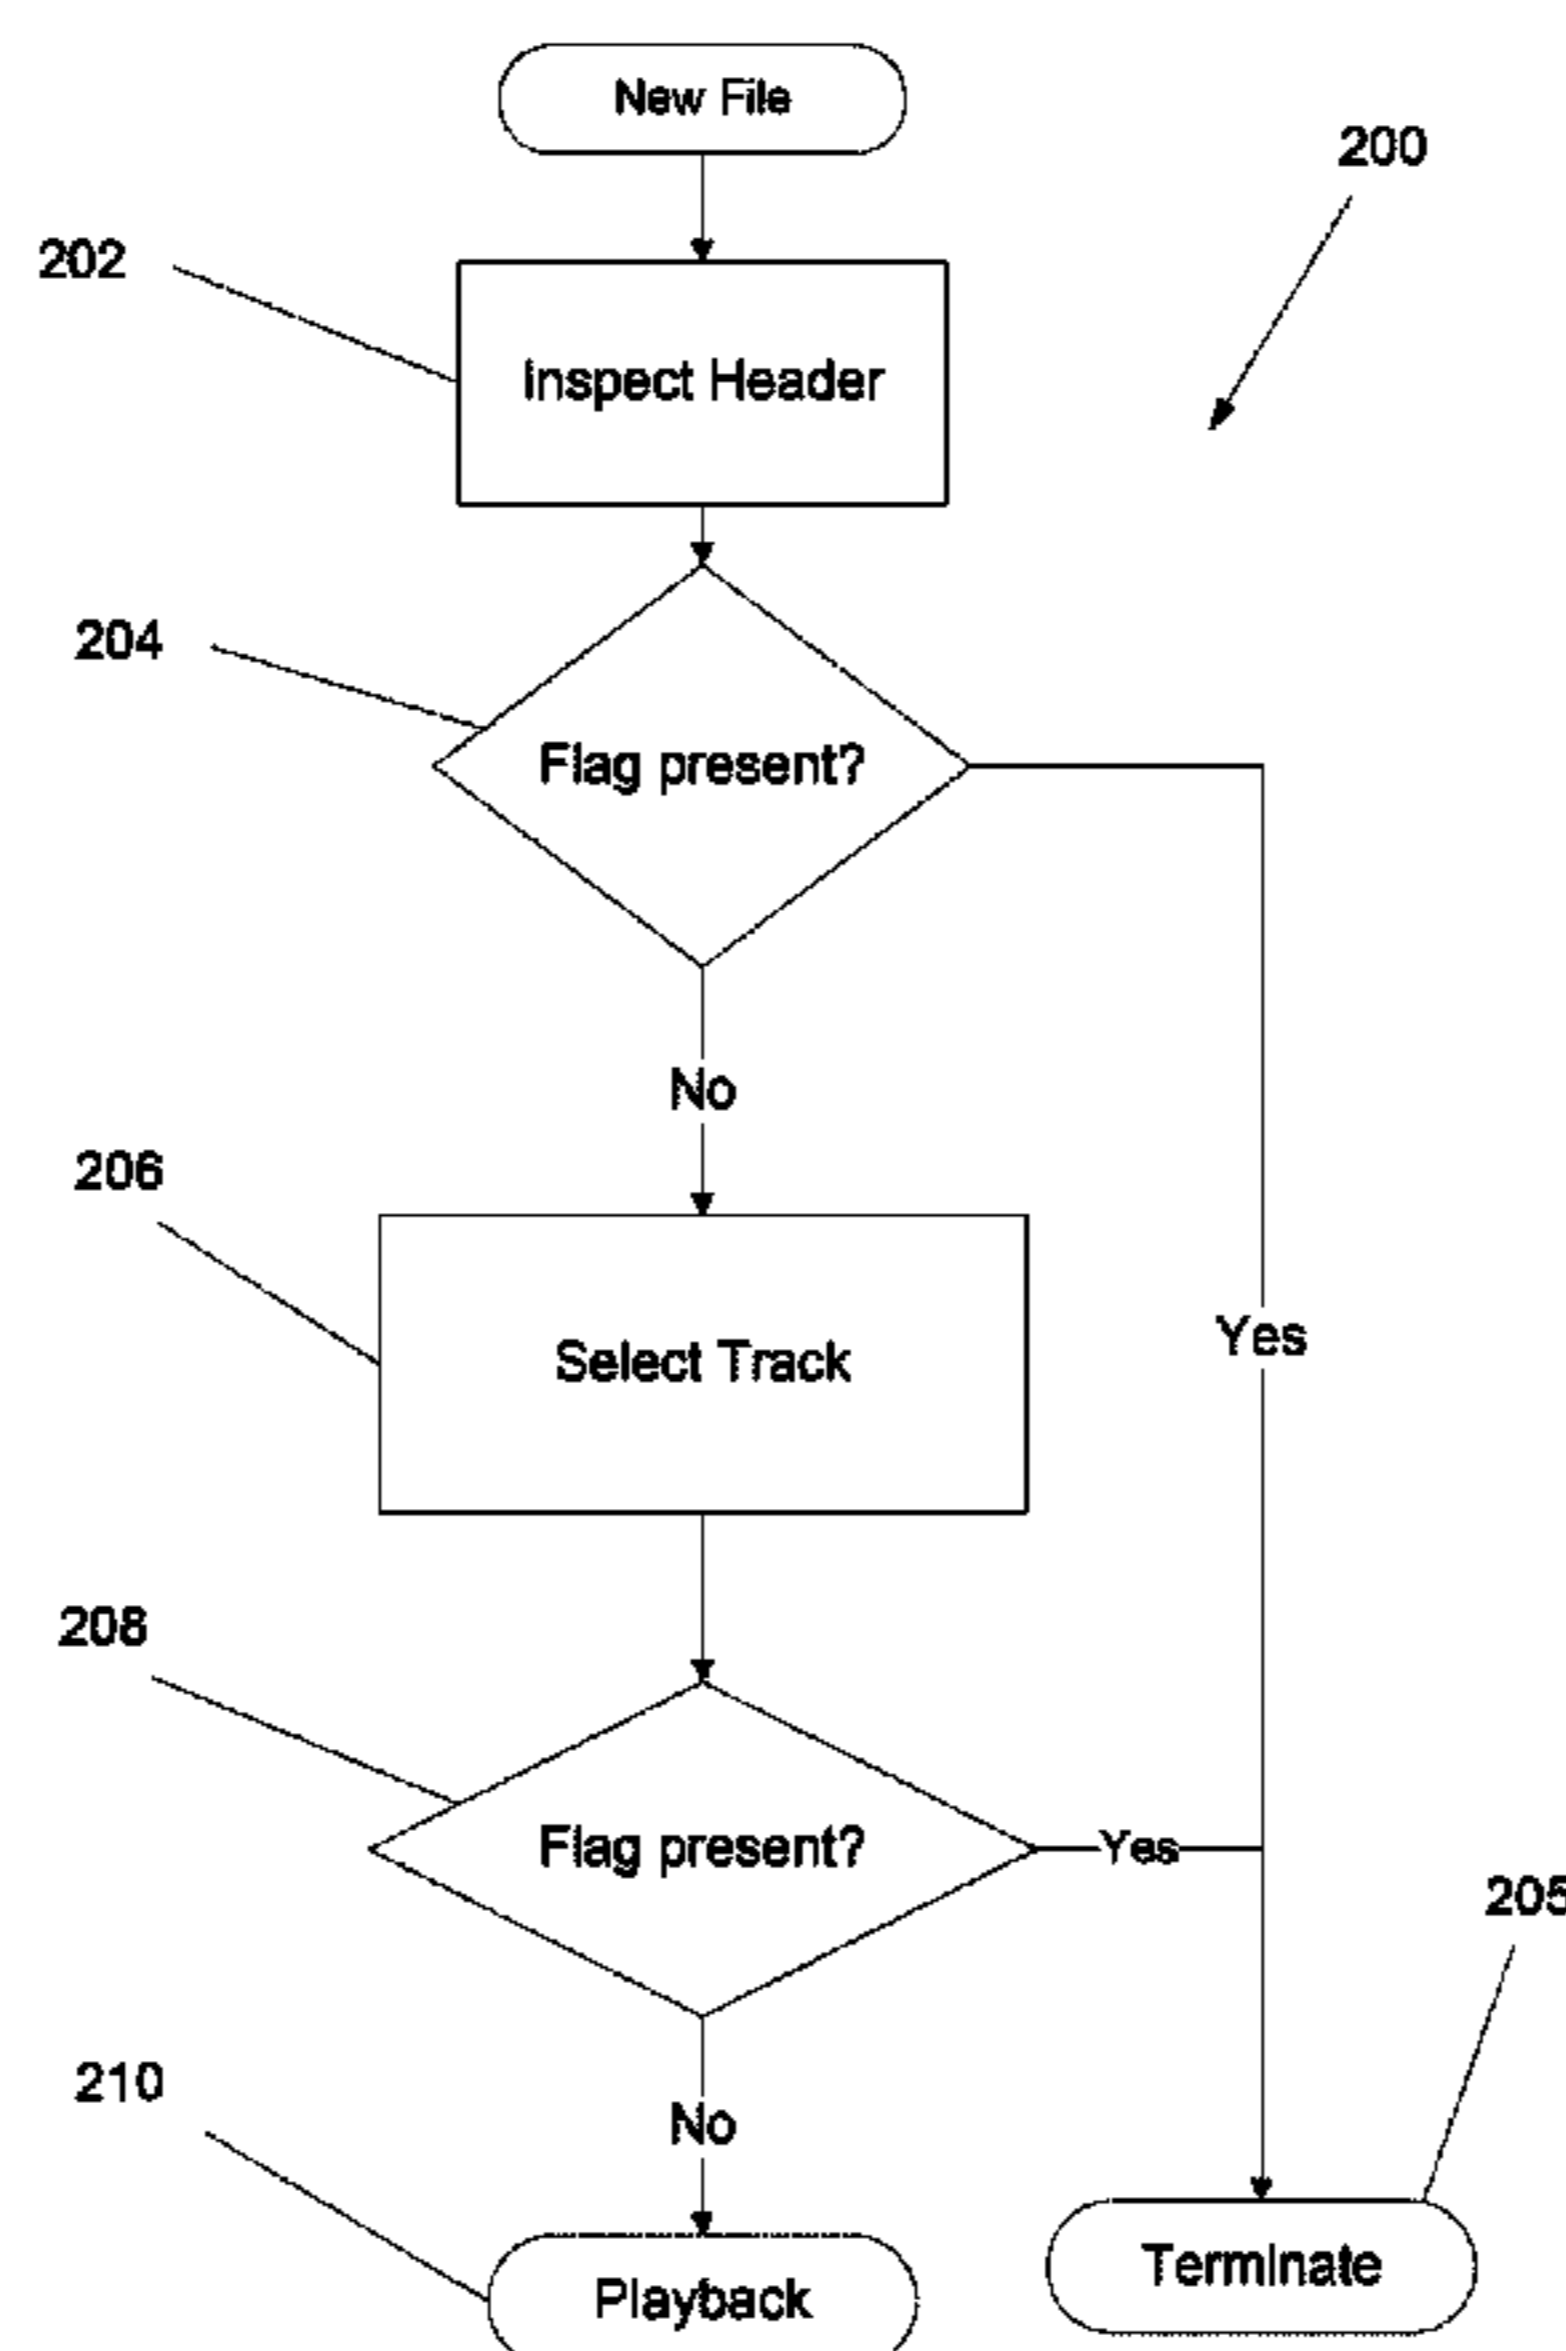 New File
200
202
Inspect Header
204
Flag present?
No
206
Select Track
Yes
208
Flag present?
Yes
205
210
No
Terminate
Playback